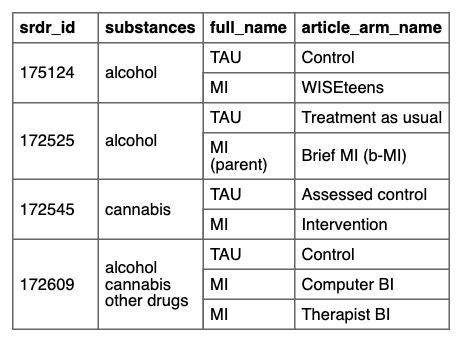 srdr_id substances full_name article_arm_name
175124 alcohol TAU Control
MI WISEteens
172525 alcohol TAU Treatment as usual
MI (parent) Brief MI (b-MI)
172545 cannabis TAU Assessed control
MI Intervention
172609 alcohol cannabis other drugs TAU Control
MI Computer BI
MI Therapist BI